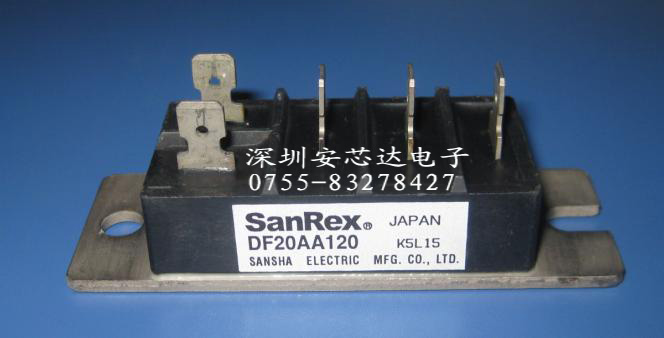 深圳安芯达电子
0755-83278427
SanRex® JAPAN
DF20AA120 K5L15
SANSHA ELECTRIC MFG. CO., LTD.